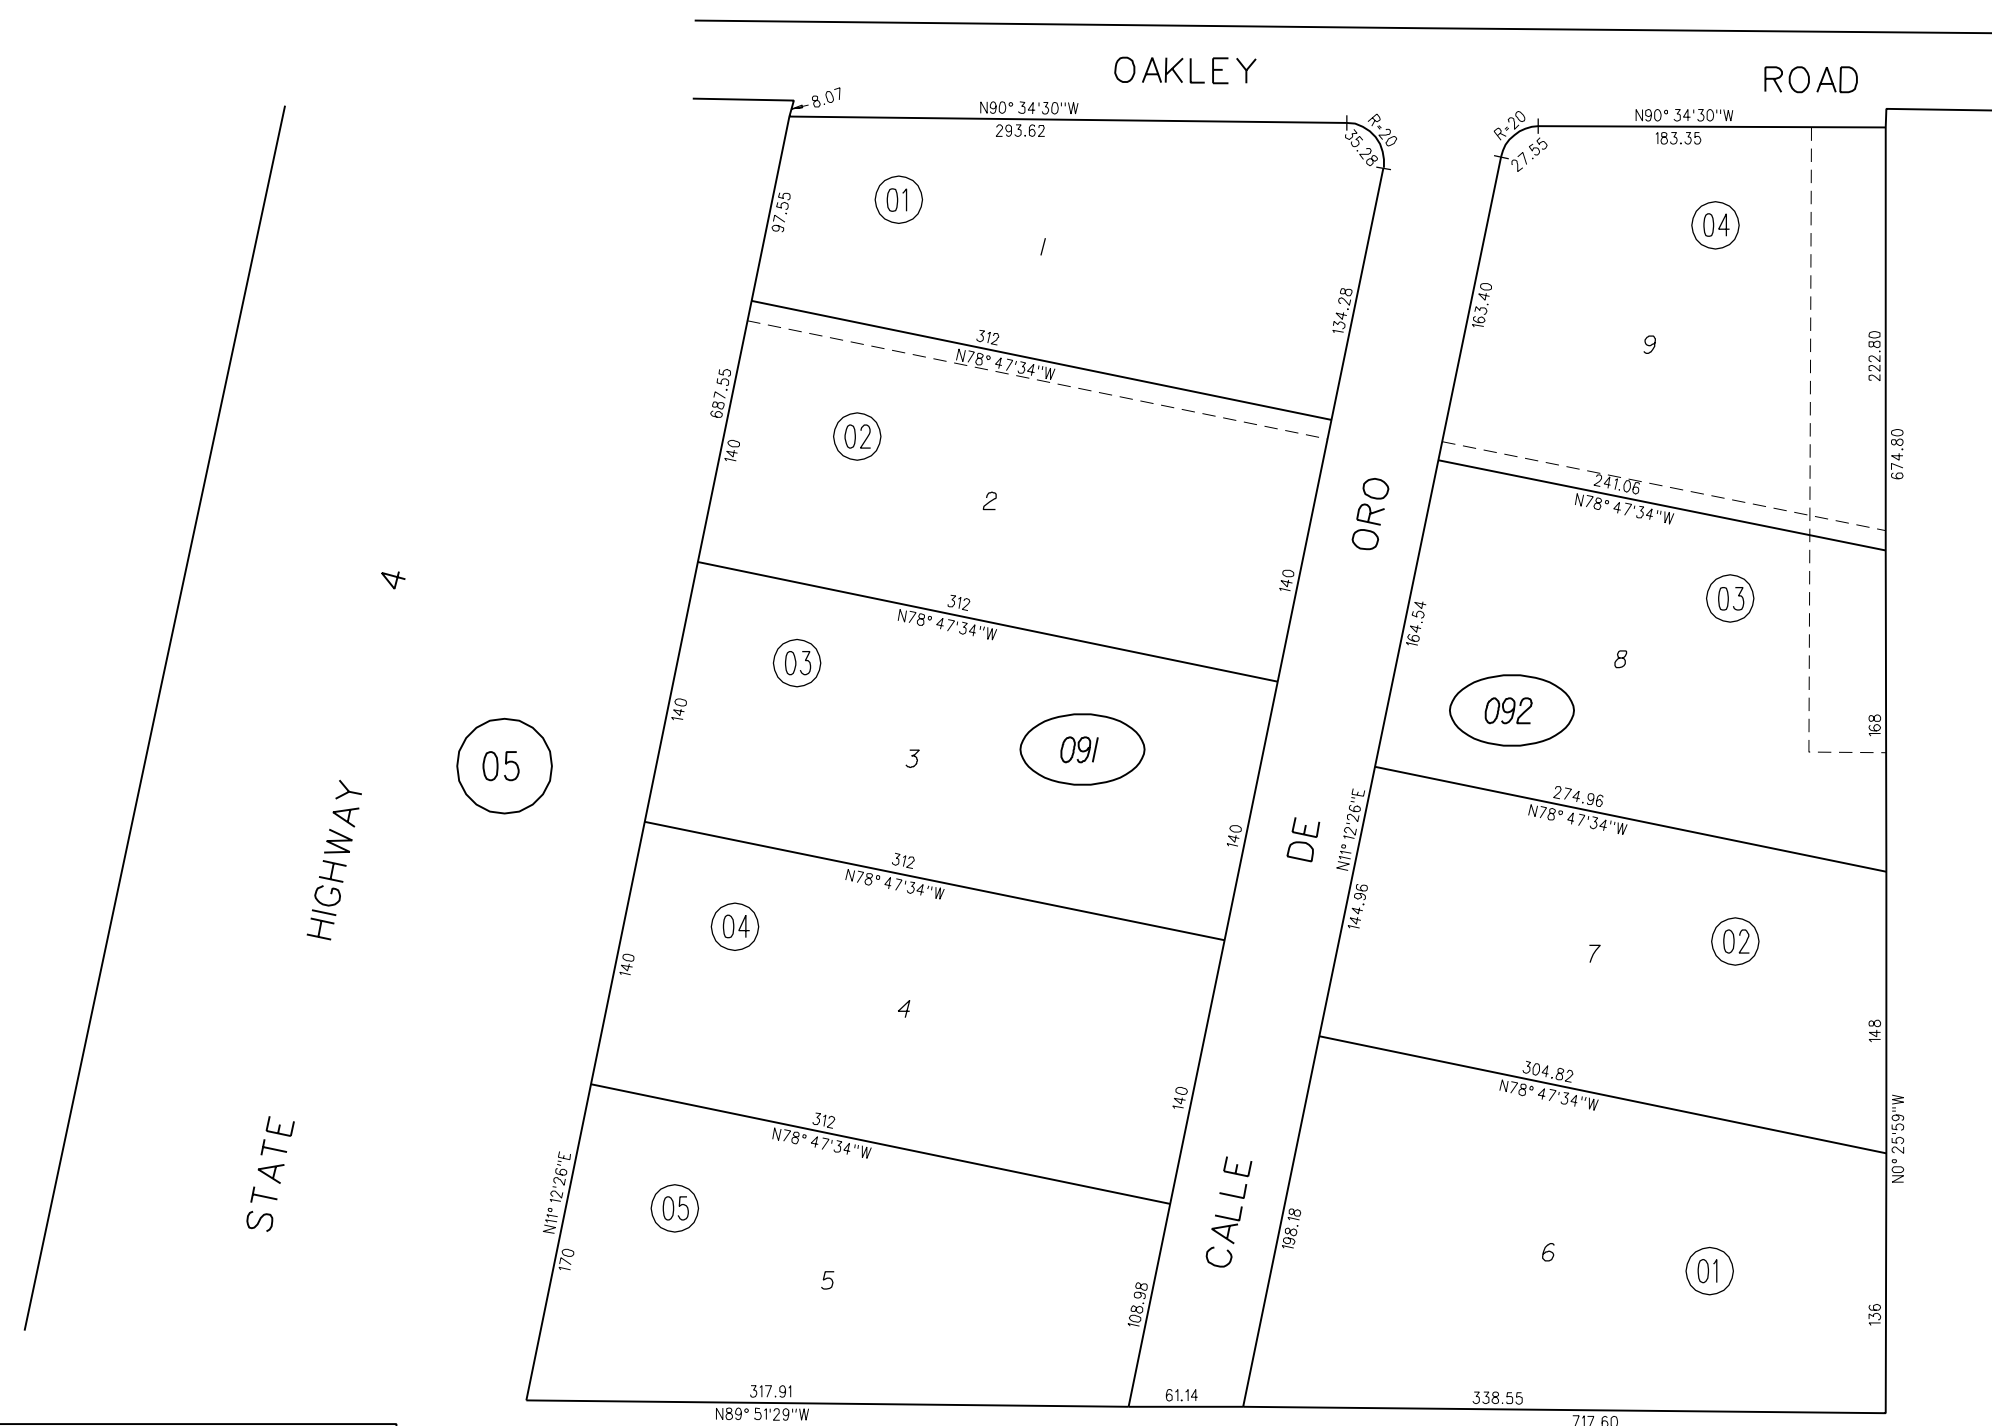 OAKLEY
ROAD
8.07
N90° 34'30"W
293.62
R=20
35.28
R=20
27.55
N90° 34'30"W
183.35
01
04
97.55
1
134.28
163.40
9
222.80
312
N78° 47'34"W
687.55
140
02
2
674.80
241.06
N78° 47'34"W
ORO
4
140
312
N78° 47'34"W
164.54
03
8
03
140
3
091
092
168
05
274.96
N78° 47'34"W
HIGHWAY
140
DE
N11° 12'26"E
312
N78° 47'34"W
144.96
04
140
4
7
02
148
140
304.82
N78° 47'34"W
312
N78° 47'34"W
N0° 25'59"W
STATE
N11° 12'26"E
170
05
5
CALLE
198.18
6
01
108.98
136
317.91
N89° 51'29"W
61.14
338.55
717.60